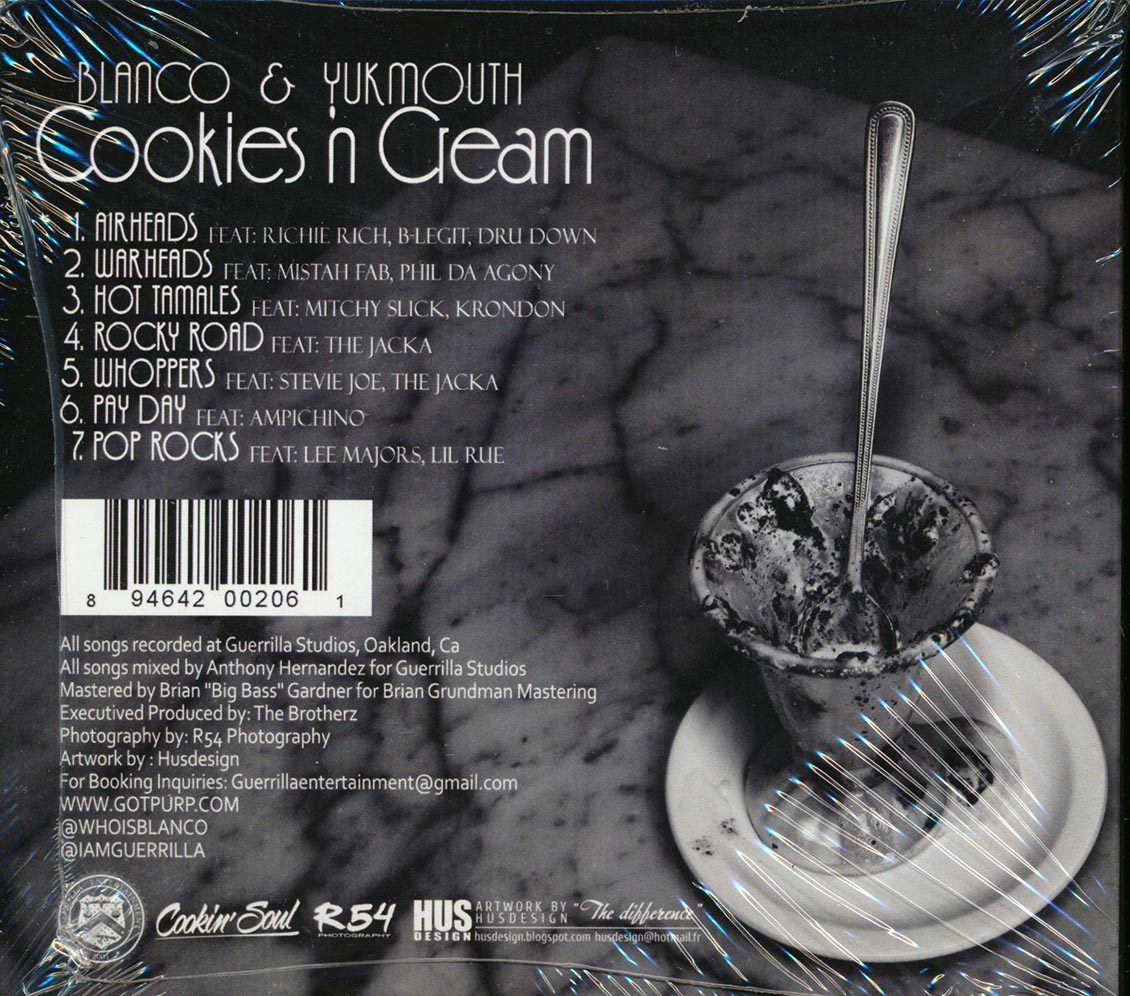 BLANCO & YUKMOUTH
Cookies 'n Cream
1. AIRHEADS FEAT: RICHIE RICH, B-LEGIT, DRU DOWN
2. WARHEADS FEAT: MISTAH FAB, PHIL DA AGONY
3. HOT TAMALES FEAT: MITCHY SLICK, KRONDON
4. ROCKY ROAD FEAT: THE JACKA
5. WHOPPERS FEAT: STEVIE JOE, THE JACKA
6. PAY DAY FEAT: AMPICHINO
7. POP ROCKS FEAT: LEE MAJORS, LIL RUE
8 94642 00206 1
All songs recorded at Guerrilla Studios, Oakland, Ca
All songs mixed by Anthony Hernandez for Guerrilla Studios
Mastered by Brian "Big Bass" Gardner for Brian Grundman Mastering
Executived Produced by: The Brotherz
Photography by: R54 Photography
Artwork by : Husdesign
For Booking Inquiries: Guerrillaentertainment@gmail.com
WWW.GOTPURP.COM
@WHOISBLANCO
@IAMGUERRILLA
Cookin' Soul
R54
PHOTOGRAPHY
HUS
DESIGN
ARTWORK BY "The difference"
HUSDESIGN
husdesign.blogspot.com husdesign@hotmail.fr